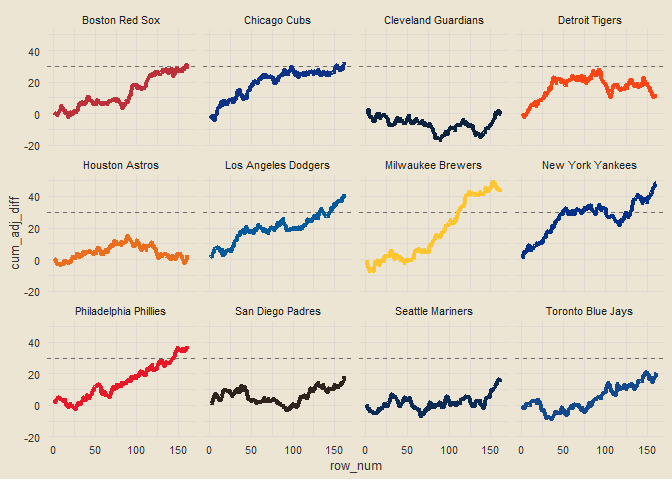 Boston Red Sox Chicago Cubs Cleveland Guardians Detroit Tigers
40
20
0
-20
Houston Astros Los Angeles Dodgers Milwaukee Brewers New York Yankees
40
20
0
-20
Philadelphia Phillies San Diego Padres Seattle Mariners Toronto Blue Jays
40
20
0
-20
0 50 100 150 0 50 100 150 0 50 100 150 0 50 100 150
row_num
cum_adj_diff